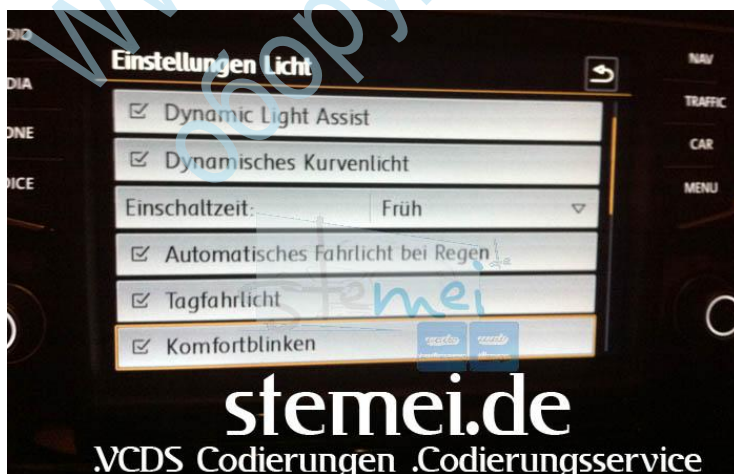 Einstellungen Licht
NAV
TRAFFIC
CAR
MENU
Dynamic Light Assist
Dynamisches Kurvenlicht
Einschaltzeit: Früh
Automatisches Fahrlicht bei Regen
Tagfahrlicht
Komfortblinken
stemei
stemei.de
.VCDS Codierungen .Codierungsservice